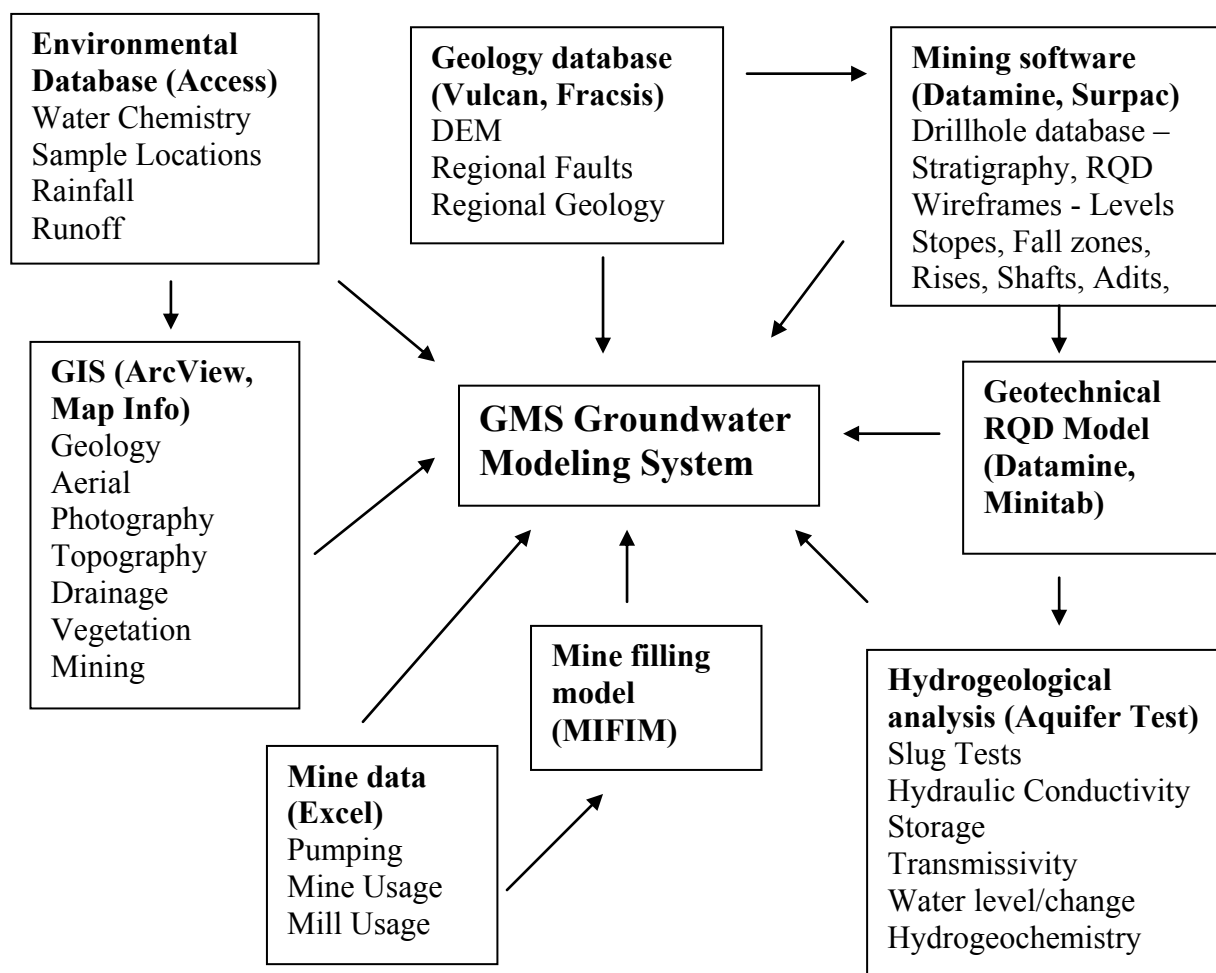 Environmental
Database (Access)
Water Chemistry
Sample Locations
Rainfall
Runoff
Geology database
(Vulcan, Fracsis)
DEM
Regional Faults
Regional Geology
Mining software
(Datamine, Surpac)
Drillhole database –
Stratigraphy, RQD
Wireframes - Levels
Stopes, Fall zones,
Rises, Shafts, Adits,
GIS (ArcView,
Map Info)
Geology
Aerial
Photography
Topography
Drainage
Vegetation
Mining
GMS Groundwater
Modeling System
Geotechnical
RQD Model
(Datamine,
Minitab)
Mine data
(Excel)
Pumping
Mine Usage
Mill Usage
Mine filling
model
(MIFIM)
Hydrogeological
analysis (Aquifer Test)
Slug Tests
Hydraulic Conductivity
Storage
Transmissivity
Water level/change
Hydrogeochemistry